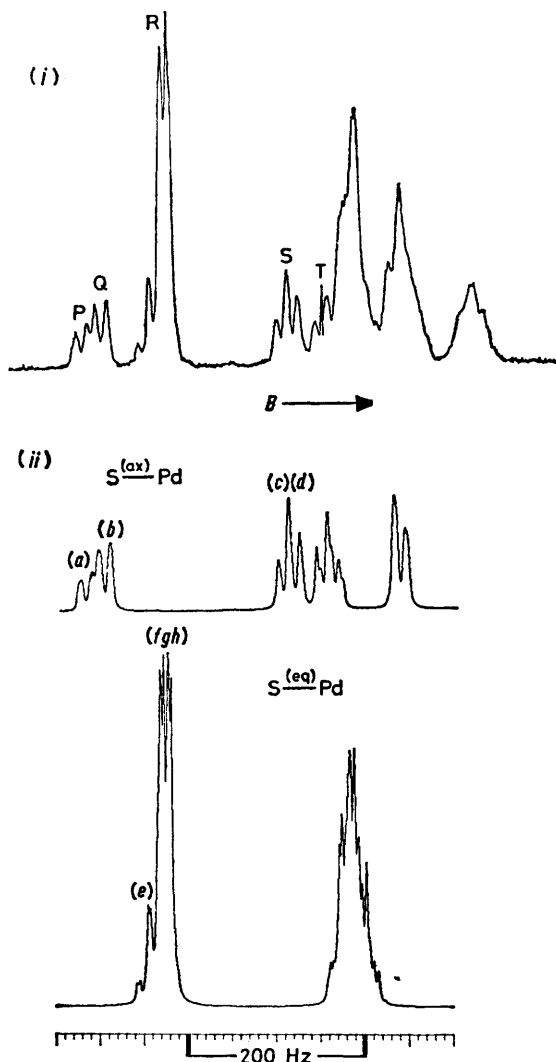 R
(i)
P
Q
S
T
B
(ii)
S (ax) Pd
(c)(d)
(b)
(a)
(fgh)
S (eq) Pd
(e)
200 Hz